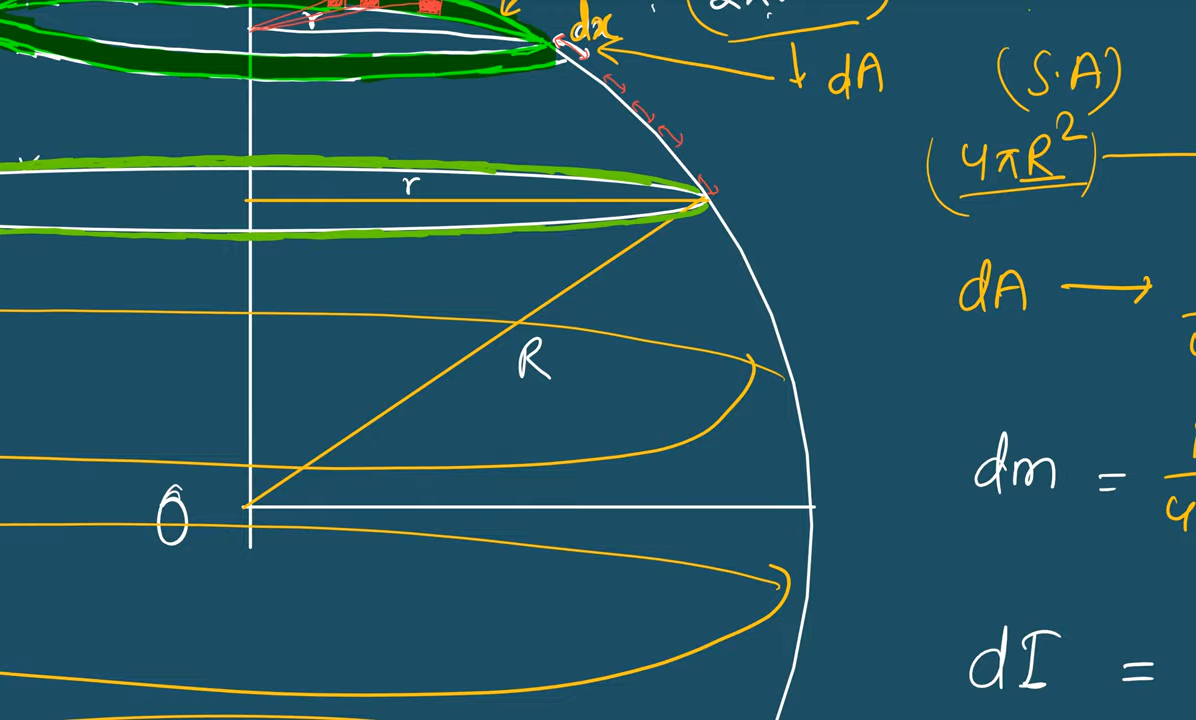 r
dx
dA
(S.A)
(4πR²)
r
dA →
R
dm =
O
dI =